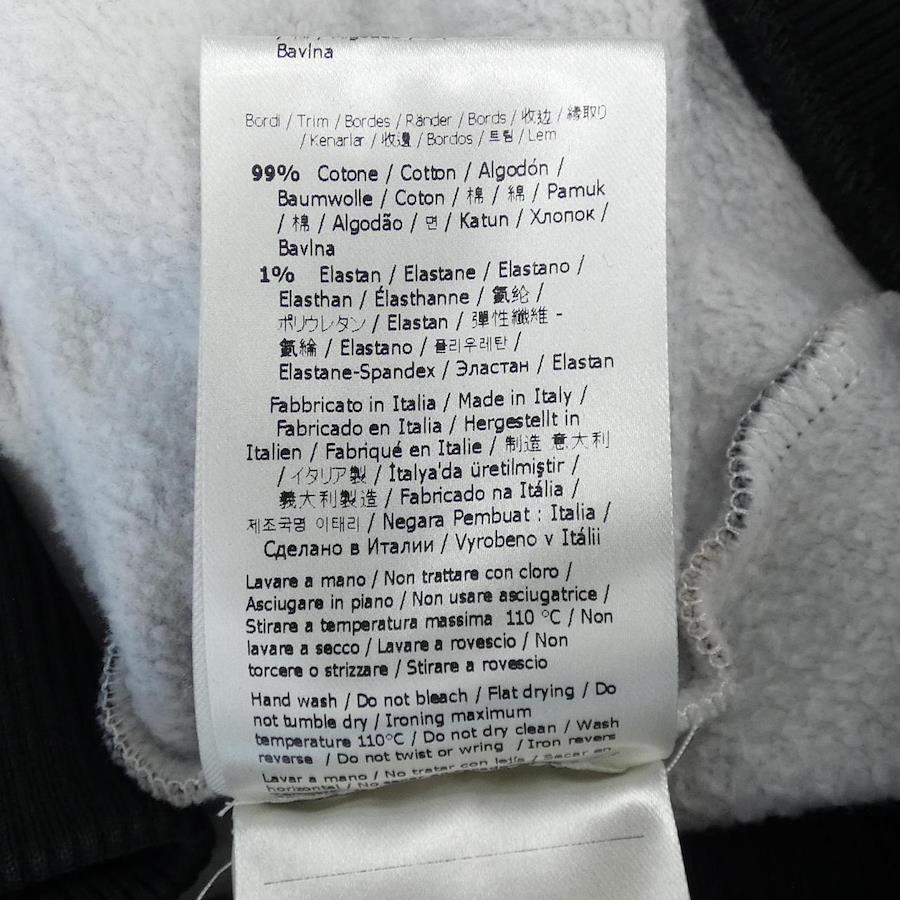 Bavlna
Bordi / Trim / Bordes / Ränder / Bords / 收边 / 縁取り
/ Kenarlar / 收邊 / Bordos / 트림 / Lem
99% Cotone / Cotton / Algodón /
Baumwolle / Coton / 棉 / 綿 / Pamuk
/ 棉 / Algodão / 면 / Katun / Хлопок /
Bavlna
1% Elastan / Elastane / Elastano /
Elasthan / Élasthanne / 氨纶 /
ポリウレタン / Elastan / 彈性纖維 -
氨綸 / Elastano / 폴리우레탄 /
Elastane-Spandex / Эластан / Elastan
Fabbricato in Italia / Made in Italy /
Fabricado en Italia / Hergestellt in
Italien / Fabriqué en Italie / 制造 意大利
/ イタリア製 / İtalya'da üretilmiştir /
義大利製造 / Fabricado na Itália /
제조국명 이태리 / Negara Pembuat : Italia /
Сделано в Италии / Vyrobeno v Itálii
Lavare a mano / Non trattare con cloro /
Asciugare in piano / Non usare asciugatrice /
Stirare a temperatura massima 110 °C / Non
lavare a secco / Lavare a rovescio / Non
torcere o strizzare / Stirare a rovescio
Hand wash / Do not bleach / Flat drying / Do
not tumble dry / Ironing maximum
temperature 110°C / Do not dry clean / Wash
reverse / Do not twist or wring / Iron revers
Lavar a mano / No tratar con lejía / Secar en
horizontal / No